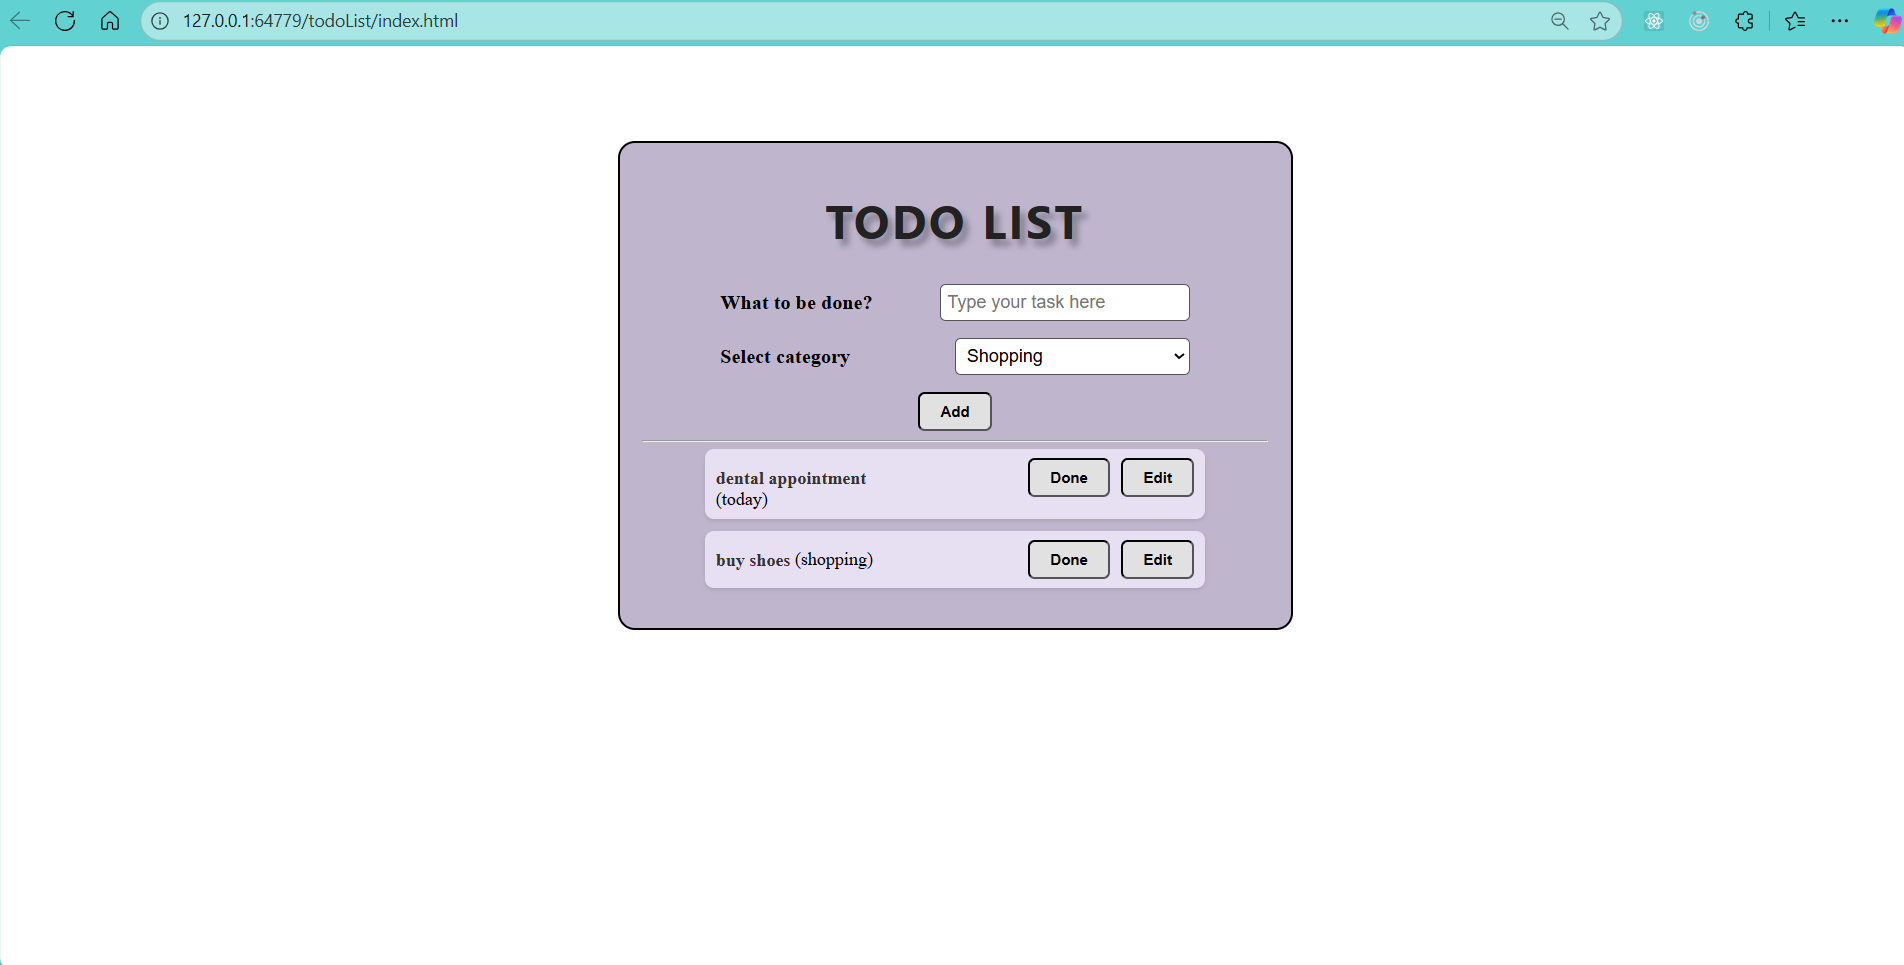 127.0.0.1:64779/todoList/index.html
TODO LIST
What to be done?
Type your task here
Select category
Shopping
Add
dental appointment
(today)
Done
Edit
buy shoes (shopping)
Done
Edit